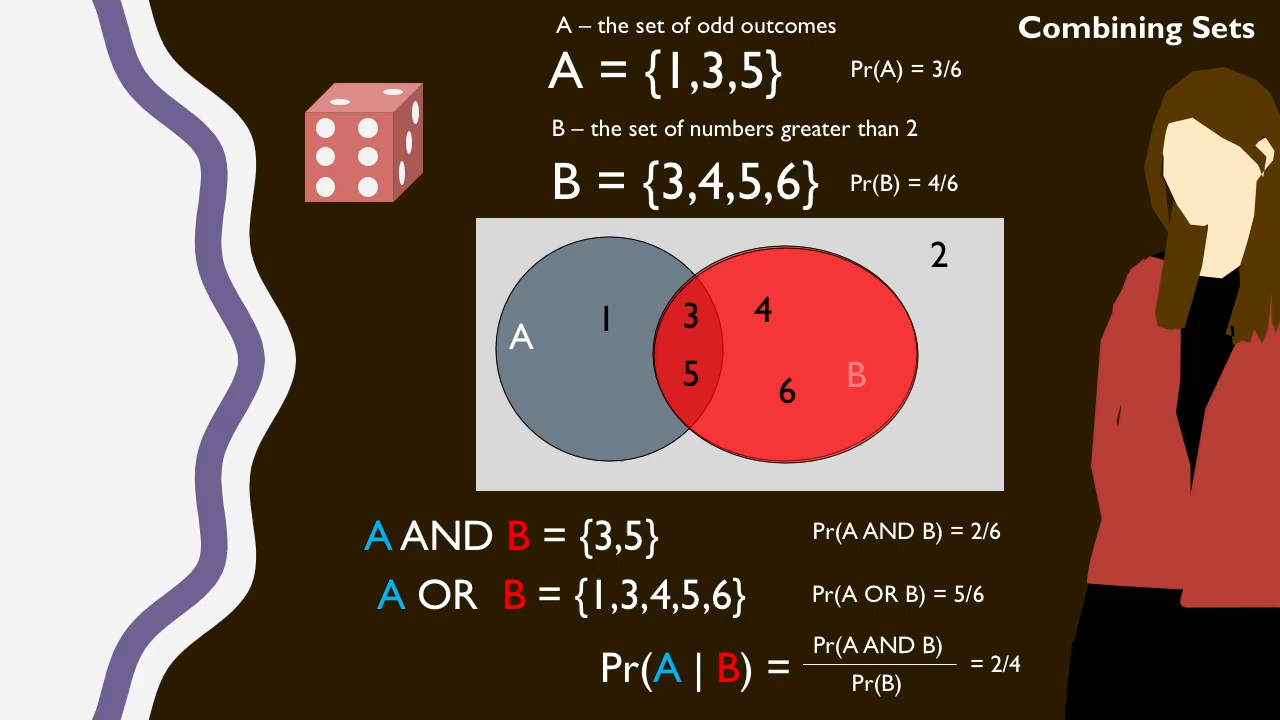 Combining Sets
A – the set of odd outcomes
A = {1,3,5} Pr(A) = 3/6
B – the set of numbers greater than 2
B = {3,4,5,6} Pr(B) = 4/6
2
A 1 3 4
5 6 B
A AND B = {3,5} Pr(A AND B) = 2/6
A OR B = {1,3,4,5,6} Pr(A OR B) = 5/6
Pr(A AND B)
Pr(A | B) = = 2/4
Pr(B)